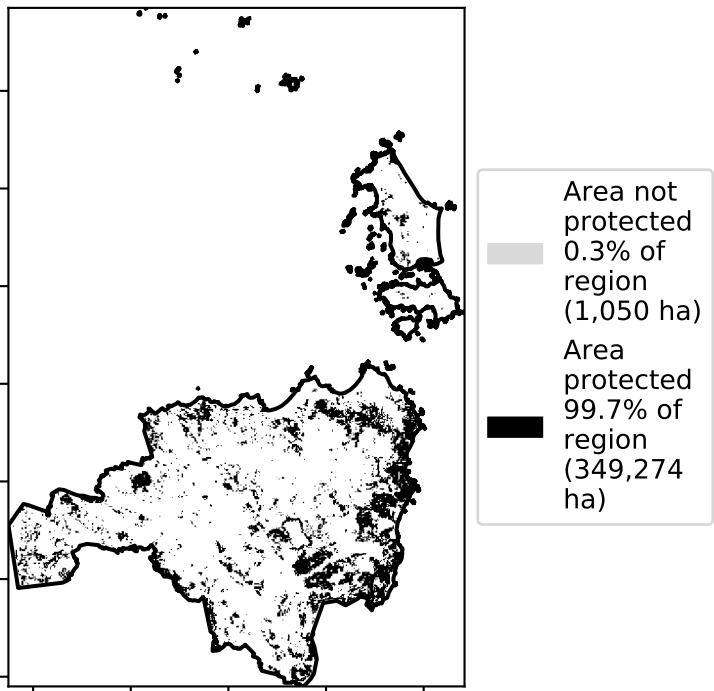 Area not
protected
0.3% of
region
(1,050 ha)
Area
protected
99.7% of
region
(349,274
ha)